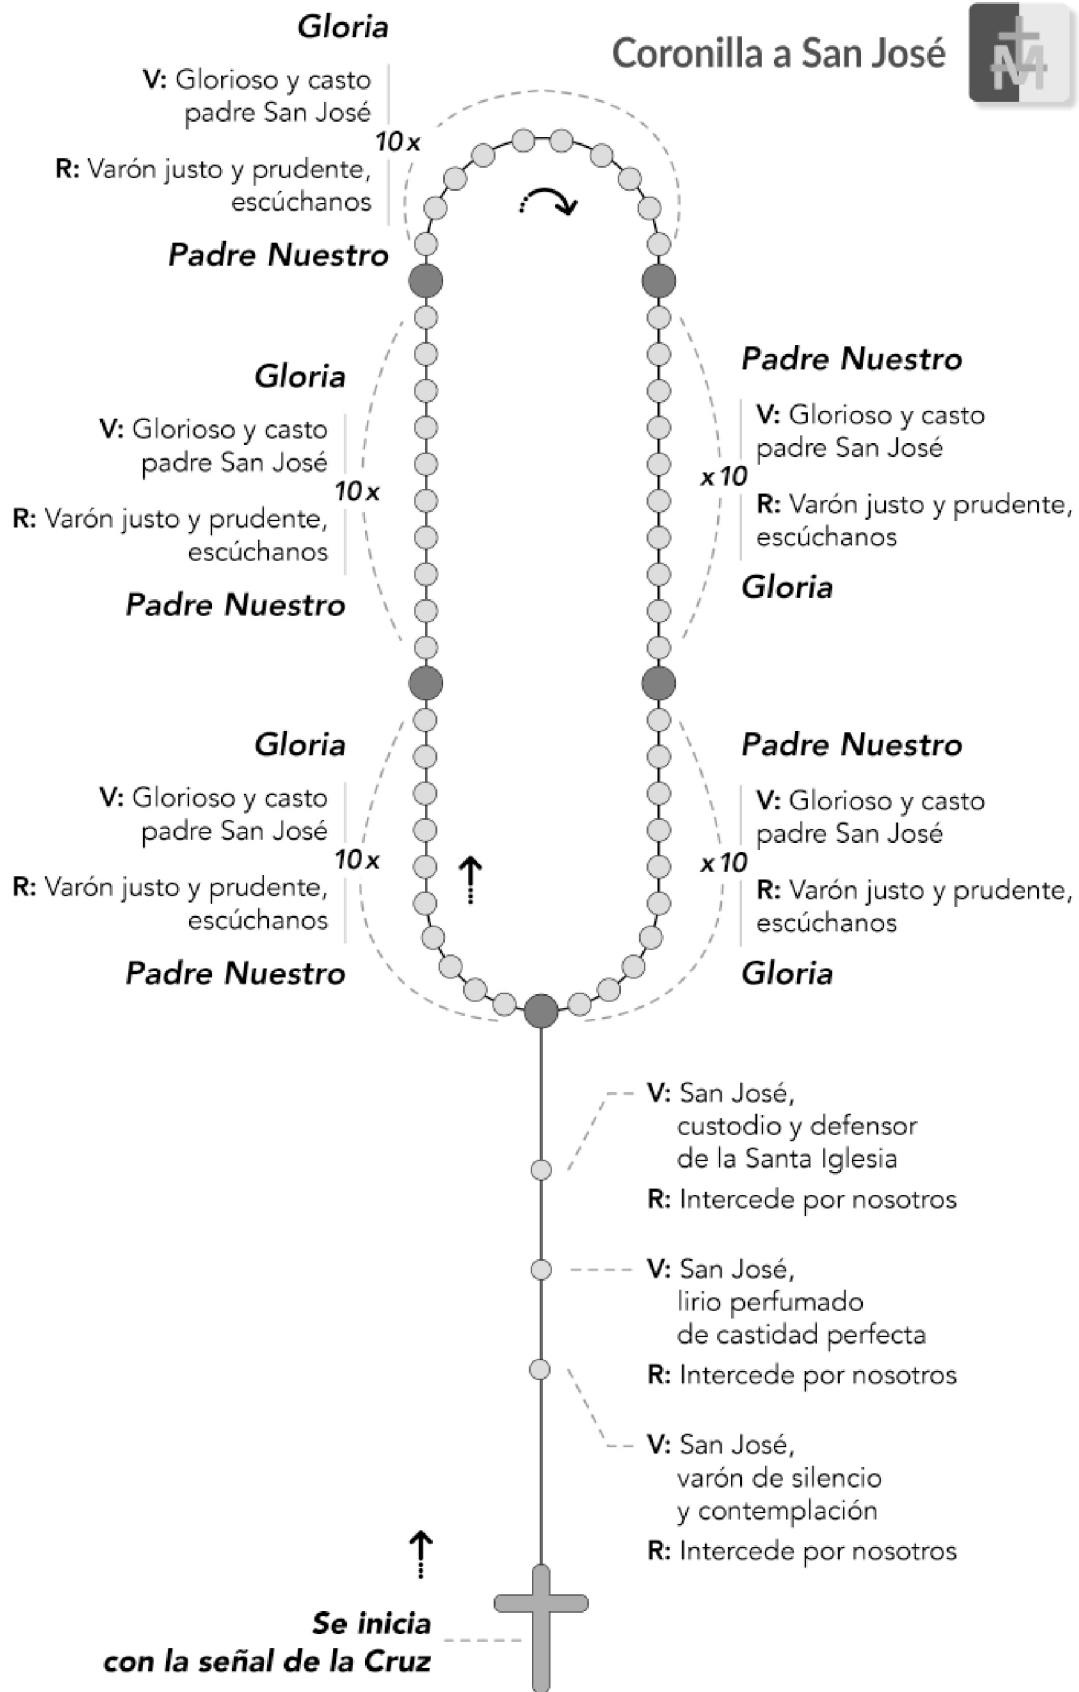 Coronilla a San José
M
Gloria
V: Glorioso y casto
padre San José
10x
R: Varón justo y prudente,
escúchanos
Padre Nuestro
Gloria
V: Glorioso y casto
padre San José
10x
R: Varón justo y prudente,
escúchanos
Padre Nuestro
Padre Nuestro
V: Glorioso y casto
padre San José
x10
R: Varón justo y prudente,
escúchanos
Gloria
Gloria
V: Glorioso y casto
padre San José
10x
R: Varón justo y prudente,
escúchanos
Padre Nuestro
Padre Nuestro
V: Glorioso y casto
padre San José
x10
R: Varón justo y prudente,
escúchanos
Gloria
V: San José,
custodio y defensor
de la Santa Iglesia
R: Intercede por nosotros
V: San José,
lirio perfumado
de castidad perfecta
R: Intercede por nosotros
V: San José,
varón de silencio
y contemplación
R: Intercede por nosotros
Se inicia
con la señal de la Cruz